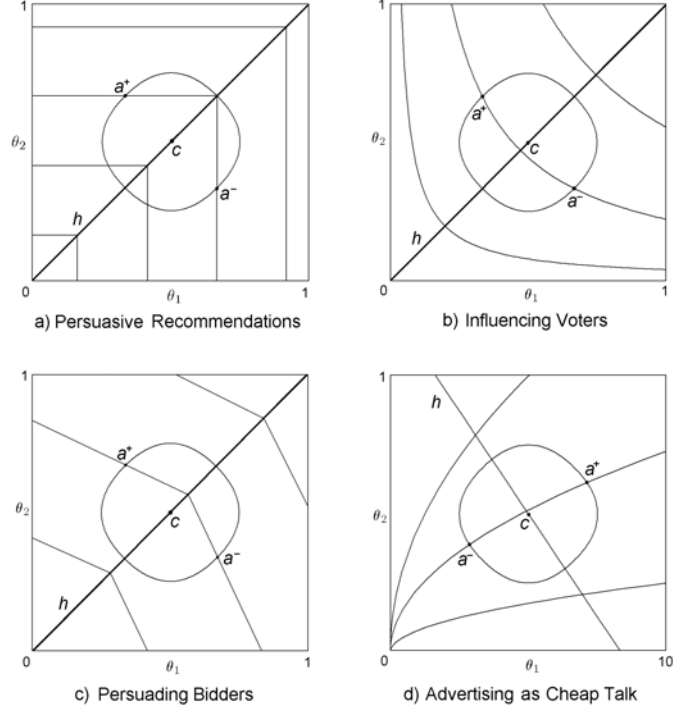 1
a⁺
θ₂
c
a⁻
h
0
θ₁
1
a) Persuasive Recommendations
1
a⁺
θ₂
c
a⁻
h
0
θ₁
1
b) Influencing Voters
1
a⁺
θ₂
c
a⁻
h
0
θ₁
1
c) Persuading Bidders
1
h
a⁺
θ₂
c
a⁻
0
θ₁
10
d) Advertising as Cheap Talk